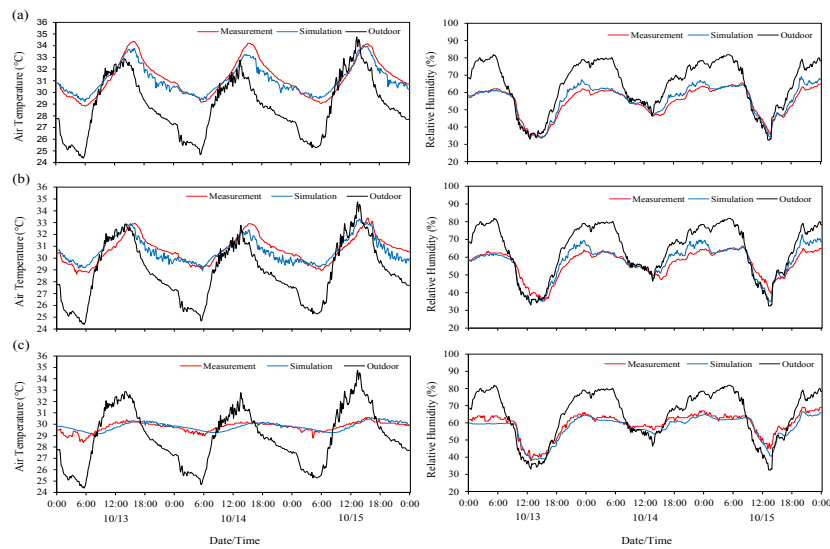 (a)
Air Temperature (°C)
36
35
34
33
32
31
30
29
28
27
26
25
24
Measurement
Simulation
Outdoor
Relative Humidity (%)
100
90
80
70
60
50
40
30
20
Measurement
Simulation
Outdoor
(b)
Air Temperature (°C)
36
35
34
33
32
31
30
29
28
27
26
25
24
Measurement
Simulation
Outdoor
Relative Humidity (%)
100
90
80
70
60
50
40
30
20
Measurement
Simulation
Outdoor
(c)
Air Temperature (°C)
36
35
34
33
32
31
30
29
28
27
26
25
24
Measurement
Simulation
Outdoor
0:00 6:00 12:00 18:00 0:00 6:00 12:00 18:00 0:00 6:00 12:00 18:00 0:00
10/13 10/14 10/15
Date/Time
Relative Humidity (%)
100
90
80
70
60
50
40
30
20
Measurement
Simulation
Outdoor
0:00 6:00 12:00 18:00 0:00 6:00 12:00 18:00 0:00 6:00 12:00 18:00 0:00
10/13 10/14 10/15
Date/Time